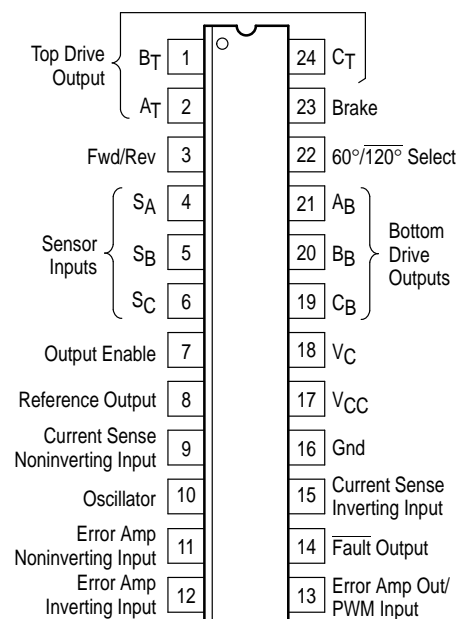 Top Drive
Output
BT 1
AT 2
Fwd/Rev 3
Sensor
Inputs
SA 4
SB 5
SC 6
Output Enable 7
Reference Output 8
Current Sense
Noninverting Input 9
Oscillator 10
Error Amp
Noninverting Input 11
Error Amp
Inverting Input 12
24 CT
23 Brake
22 60°/120° Select
21 AB
20 BB
19 CB
Bottom
Drive
Outputs
18 VC
17 VCC
16 Gnd
15 Current Sense
Inverting Input
14 Fault Output
13 Error Amp Out/
PWM Input